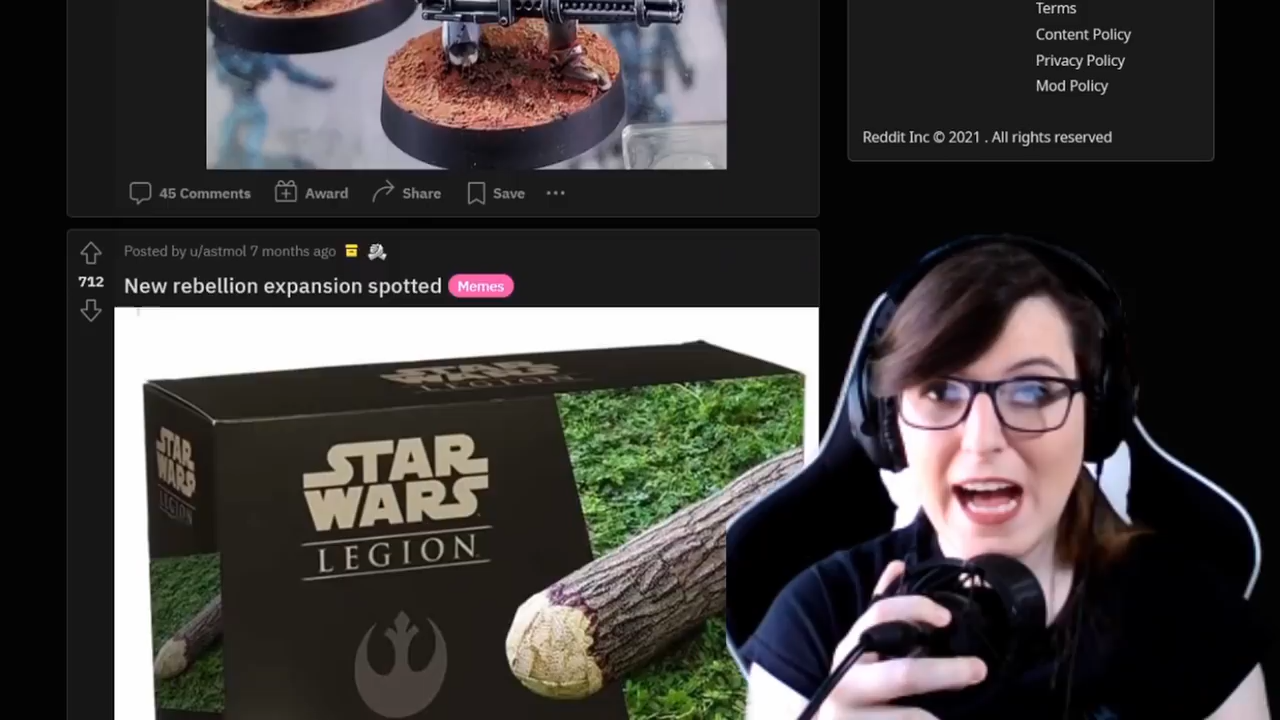 Terms
Content Policy
Privacy Policy
Mod Policy
Reddit Inc © 2021 . All rights reserved
45 Comments Award Share Save
Posted by u/astmol 7 months ago
712
New rebellion expansion spotted Memes
STAR WARS
LEGION
STAR
WARS
LEGION
STAR
WARS
LEGION